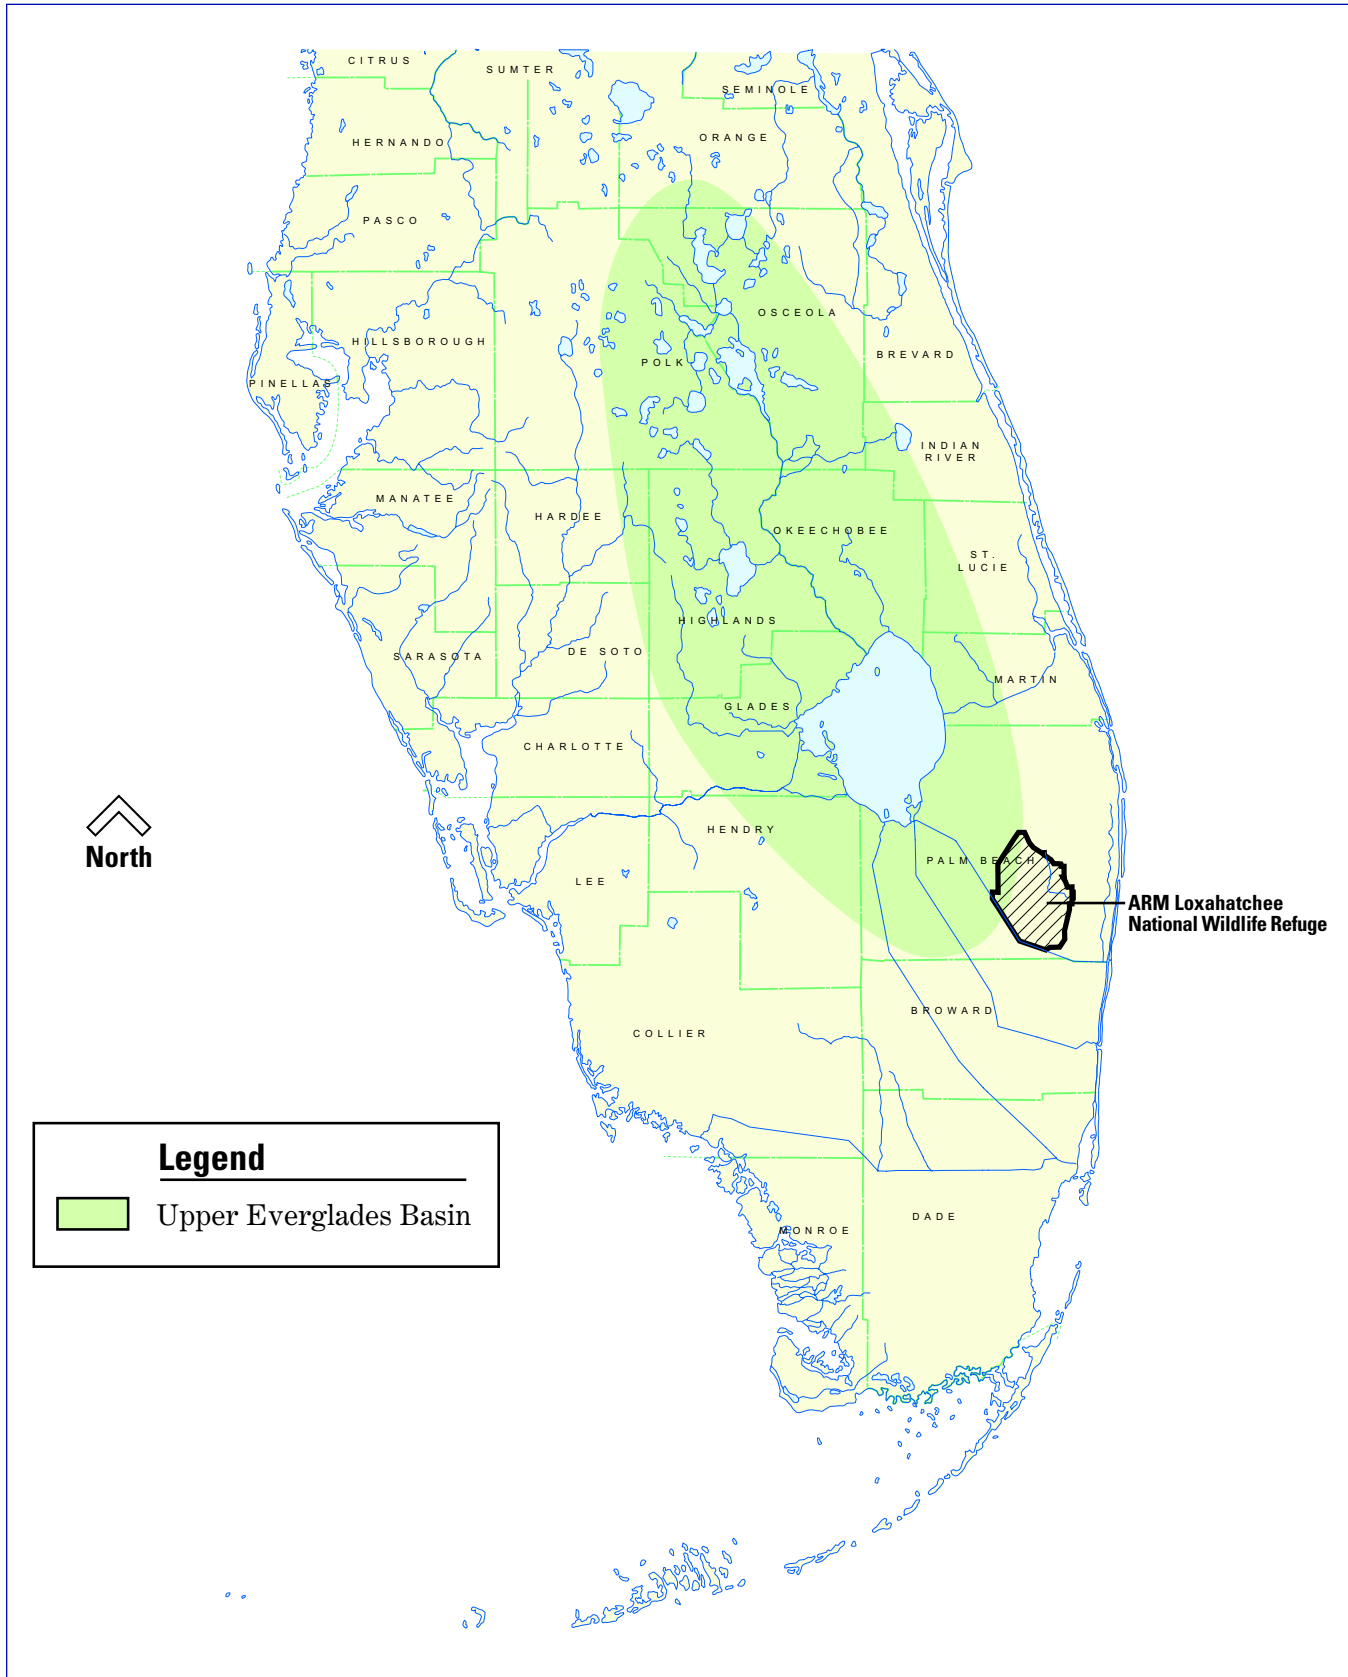 CITRUS
SUMTER
SEMINOLE
ORANGE
HERNANDO
PASCO
OSCEOLA
HILLSBOROUGH
POLK
BREVARD
PINELLAS
INDIAN
RIVER
MANATEE
HARDEE
OKEECHOBEE
ST.
LUCIE
HIGHLANDS
DE SOTO
SARASOTA
MARTIN
GLADES
CHARLOTTE
HENDRY
North
PALM BEACH
LEE
ARM Loxahatchee
National Wildlife Refuge
BROWARD
COLLIER
Legend
Upper Everglades Basin
DADE
MONROE